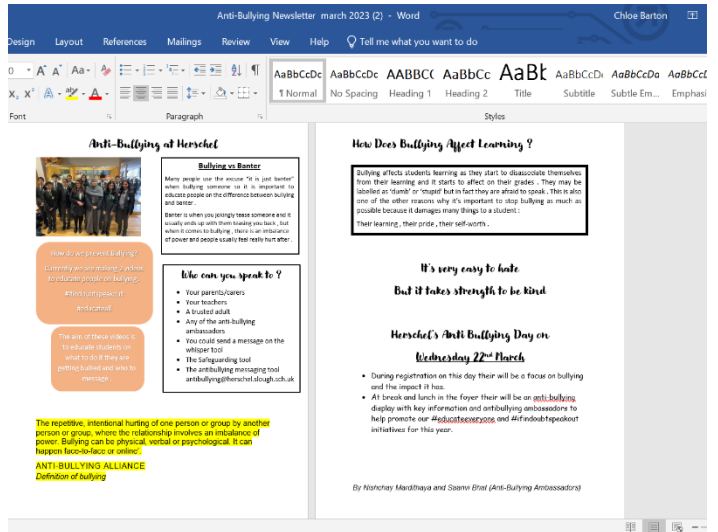 Anti-Bullying Newsletter march 2023 (2) - Word
Chloe Barton
Design Layout References Mailings Review View Help Tell me what you want to do
Font
Paragraph
Styles
AaBbCcDc AaBbCcDc AABBC( AaBbCc AaBb AaBbCcD AaBbCcDa AaBbCcD
¶ Normal No Spacing Heading 1 Heading 2 Title Subtitle Subtle Em... Emphasi
Anti-Bullying at Herschel
Bullying vs Banter
Many people use the excuse "it is just banter"
when bullying someone so it is important to
educate people on the difference between bullying
and banter .
Banter is when you jokingly tease someone and it
usually ends up with them teasing you back , but
when it comes to bullying , there is an imbalance
of power and people usually feel really hurt after .
How do we prevent Bullying?
Currently we are making 2 videos
to educate people on bullying:
#ifindoubtspeakout
#educateall
The aim of these videos is
to educate students on
what to do if they are
getting bullied and who to
message .
Who can you speak to ?
• Your parents/carers
• Your teachers
• A trusted adult
• Any of the anti-bullying
ambassadors
• You could send a message on the
whisper tool
• The Safeguarding tool
• The antibullying messaging tool
antibullying@herschel.slough.sch.uk
The repetitive, intentional hurting of one person or group by another
person or group, where the relationship involves an imbalance of
power. Bullying can be physical, verbal or psychological. It can
happen face-to-face or online'.
ANTI-BULLYING ALLIANCE
Definition of bullying
How Does Bullying Affect Learning ?
Bullying affects students learning as they start to disassociate themselves
from their learning and it starts to affect on their grades . They may be
labelled as 'dumb' or 'stupid' but in fact they are afraid to speak . This is also
one of the other reasons why it's important to stop bullying as much as
possible because it damages many things to a student :
Their learning , their pride , their self-worth .
It's very easy to hate
But it takes strength to be kind
Herschel's Anti Bullying Day on
Wednesday 22nd March
• During registration on this day their will be a focus on bullying
and the impact it has.
• At break and lunch in the foyer their will be an anti-bullying
display with key information and antibullying ambassadors to
help promote our #educateeveryone and #ifindoubtspeakout
initiatives for this year.
By Nishchay Mardithaya and Saanvi Bhat (Anti-Bullying Ambassadors)